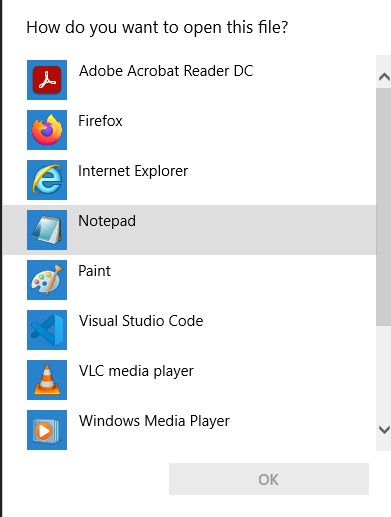 How do you want to open this file?
Adobe Acrobat Reader DC
Firefox
Internet Explorer
Notepad
Paint
Visual Studio Code
VLC media player
Windows Media Player
OK